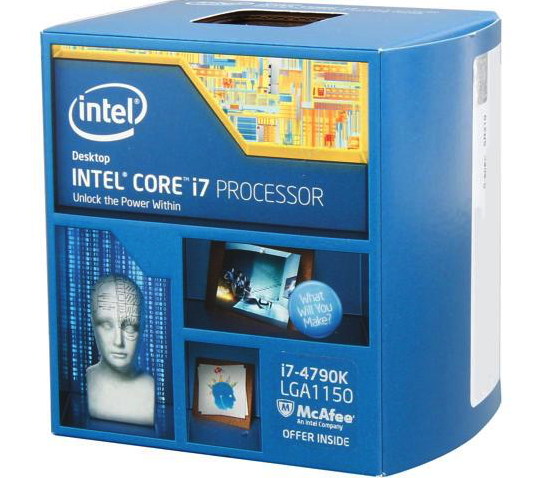 intel®
Desktop
INTEL® CORE™ i7 PROCESSOR
Unlock the Power Within
What
Will You
Make?
i7-4790K
LGA1150
McAfee®
An Intel Company
OFFER INSIDE